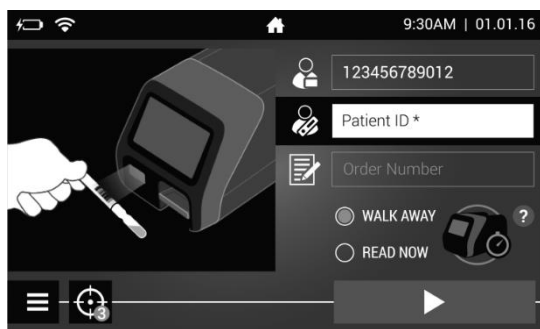 9:30AM | 01.01.16
123456789012
Patient ID *
Order Number
WALK AWAY
?
READ NOW
3